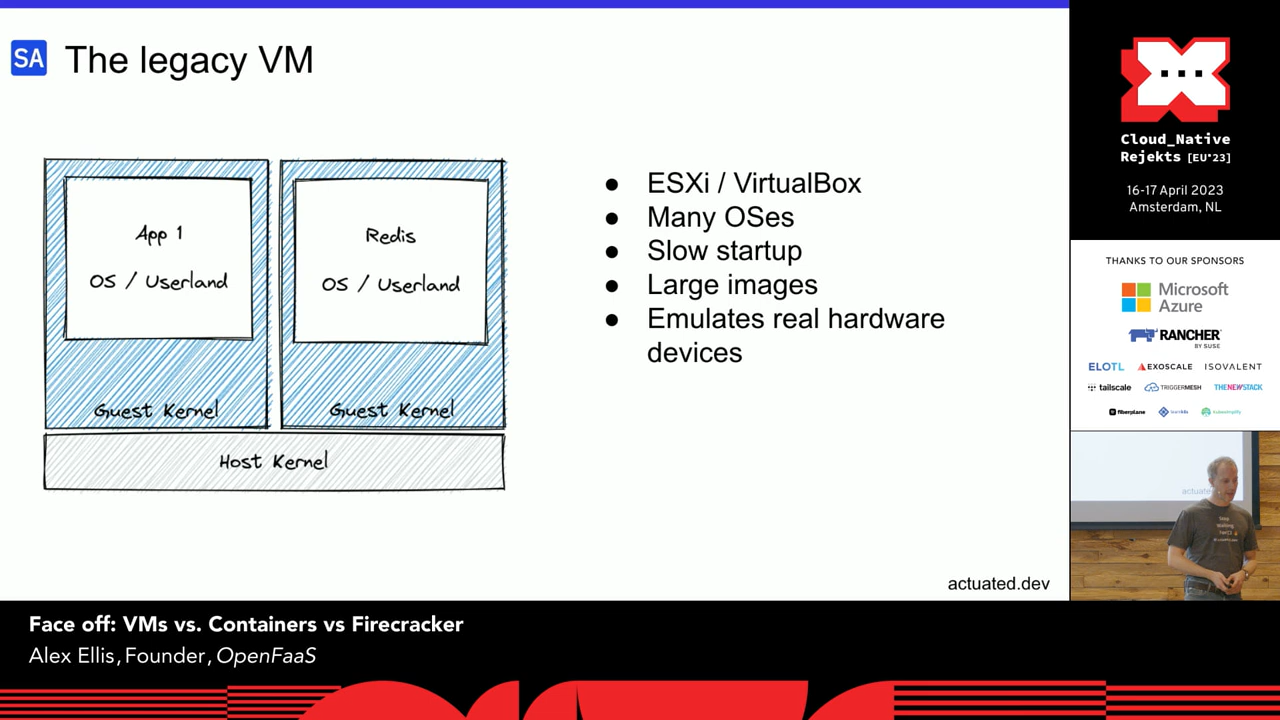 SA The legacy VM
App 1
OS / Userland
Guest Kernel
Redis
OS / Userland
Guest Kernel
Host Kernel
● ESXi / VirtualBox
● Many OSes
● Slow startup
● Large images
● Emulates real hardware
devices
actuated.dev
Cloud_Native
Rejekts [EU*23]
16-17 April 2023
Amsterdam, NL
THANKS TO OUR SPONSORS
Microsoft
Azure
RANCHER
BY SUSE
ELOTL EXOSCALE ISOVALENT
tailscale TRIGGERMESH THENEWSTACK
fiberplane
Face off: VMs vs. Containers vs Firecracker
Alex Ellis, Founder, OpenFaaS